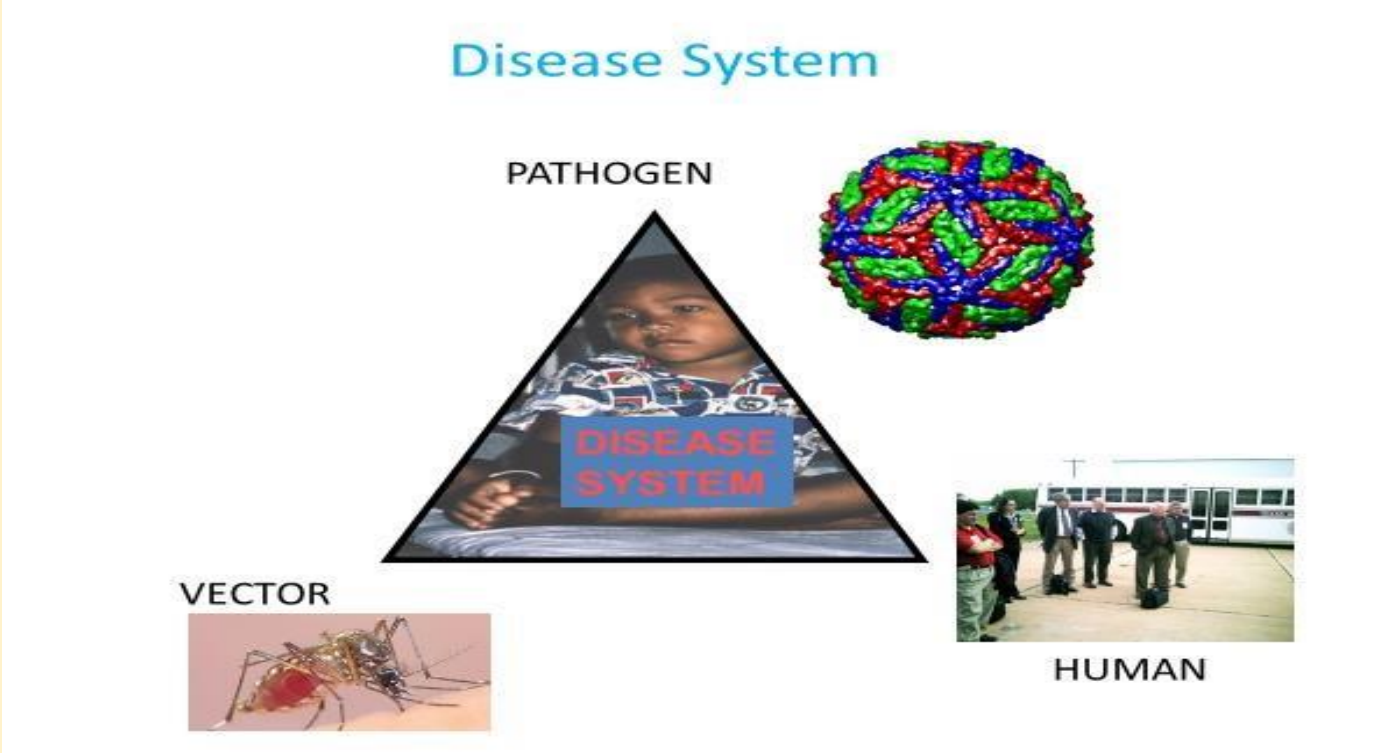 Disease System
PATHOGEN
DISEASE
SYSTEM
VECTOR
HUMAN